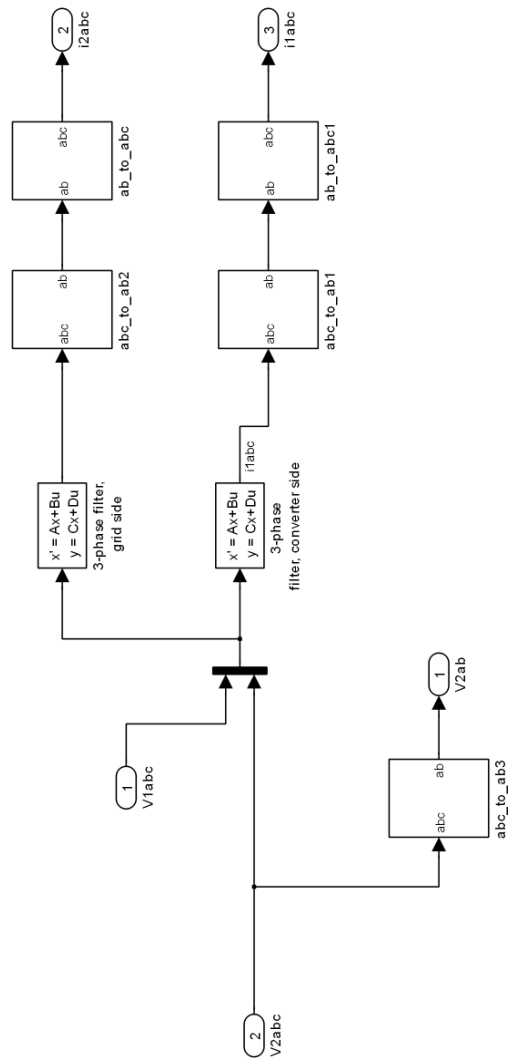 2
i2abc
ab
abc
ab_to_abc
abc
ab
abc_to_ab2
x' = Ax+Bu
y = Cx+Du
3-phase filter,
grid side
3
i1abc
ab
abc
ab_to_abc1
abc
ab
abc_to_ab1
i1abc
x' = Ax+Bu
y = Cx+Du
3-phase
filter, converter side
1
V1abc
1
V2ab
abc
ab
abc_to_ab3
2
V2abc